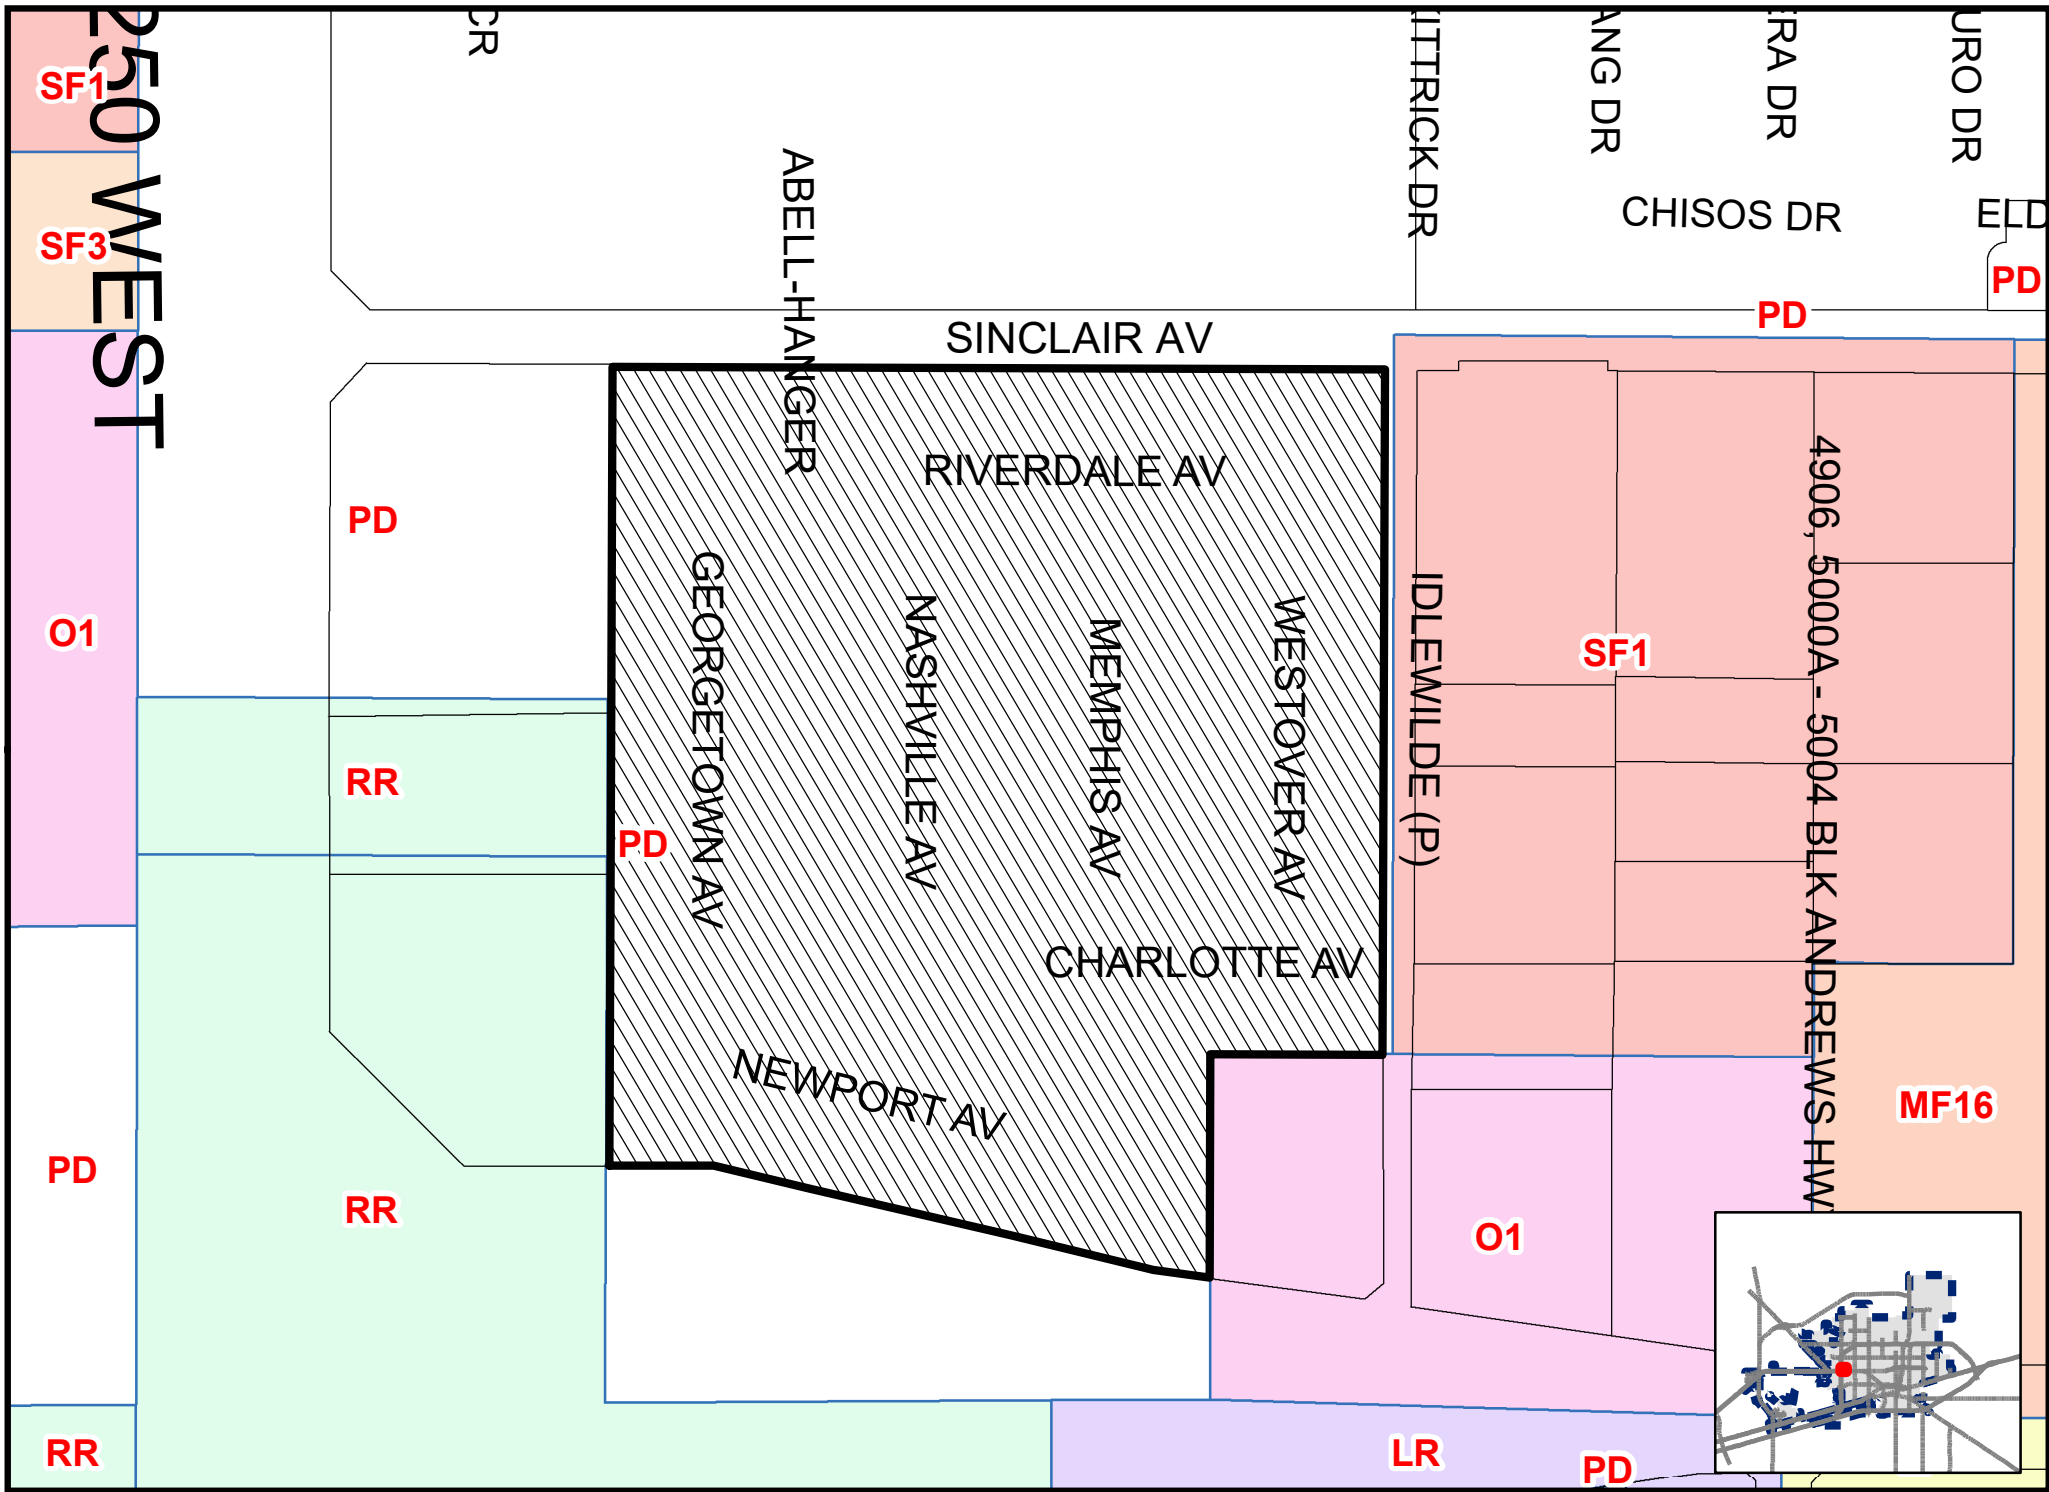 250 WEST
CR
ITTRICK DR
ANG DR
ERA DR
URO DR
SF1
SF3
ABELL-HANGER
CHISOS DR
ELD
PD
PD
SINCLAIR AV
RIVERDALE AV
PD
O1
GEORGETOWN AV
NASHVILLE AV
MEMPHIS AV
WESTOVER AV
IDLEWILDE (P)
SF1
4906, 5000A - 5004 BLK ANDREWS HW
RR
PD
CHARLOTTE AV
NEWPORT AV
MF16
PD
RR
O1
RR
LR
PD